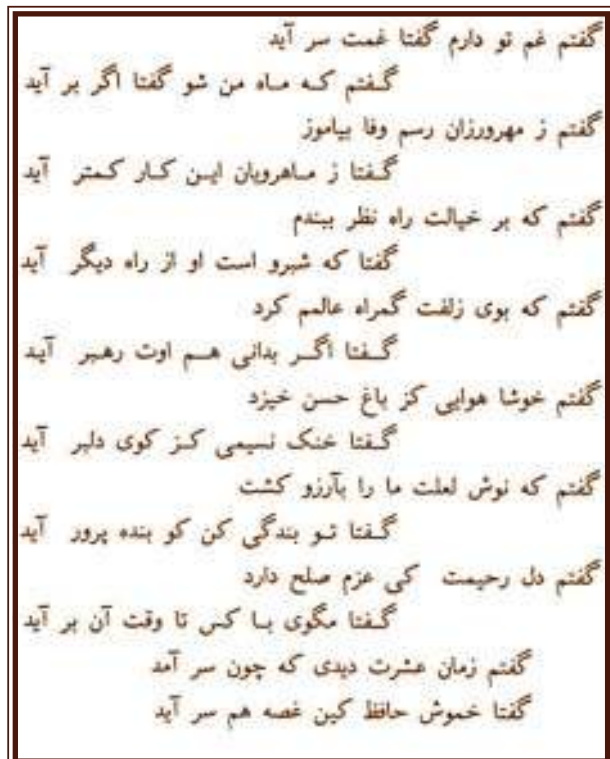 گفتم غم تو دارم گفتا غمت سر آید
گفتم که ماه من شو گفتا اگر بر آید
گفتم ز مهرورزان رسم وفا بیاموز
گفتا ز ماهرویان این کار کمتر آید
گفتم که بر خیالت راه نظر ببندم
گفتا که شبرو است او از راه دیگر آید
گفتم که بوی زلفت گمراه عالمم کرد
گفتا اگر بدانی هم اوت رهبر آید
گفتم خوشا هوایی کز باغ حسن خیزد
گفتا خنک نسیمی کز کوی دلبر آید
گفتم که نوش لعلت ما را بآرزو کشت
گفتا تو بندگی کن کو بنده پرور آید
گفتم دل رحیمت کی عزم صلح دارد
گفتا مگوی با کس تا وقت آن بر آید
گفتم زمان عشرت دیدی که چون سر آمد
گفتا خموش حافظ کین غصه هم سر آید